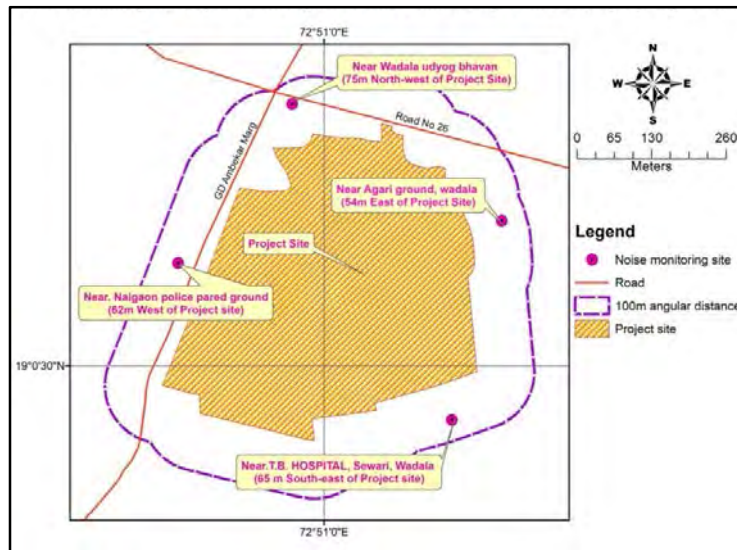 72°51'0"E
Near Wadala udyog bhavan
(75m North-west of Project Site)
N
W
E
S
Road No 26
GD Ambekar Marg
0 65 130 260
Meters
Near Agari ground, wadala
(54m East of Project Site)
Legend
Project Site
Noise monitoring site
Road
Near. Naigaon police pared ground
(62m West of Project site)
100m angular distance
Project site
19°0'30"N
Near.T.B. HOSPITAL, Sewari, Wadala
(65 m South-east of Project site)
72°51'0"E